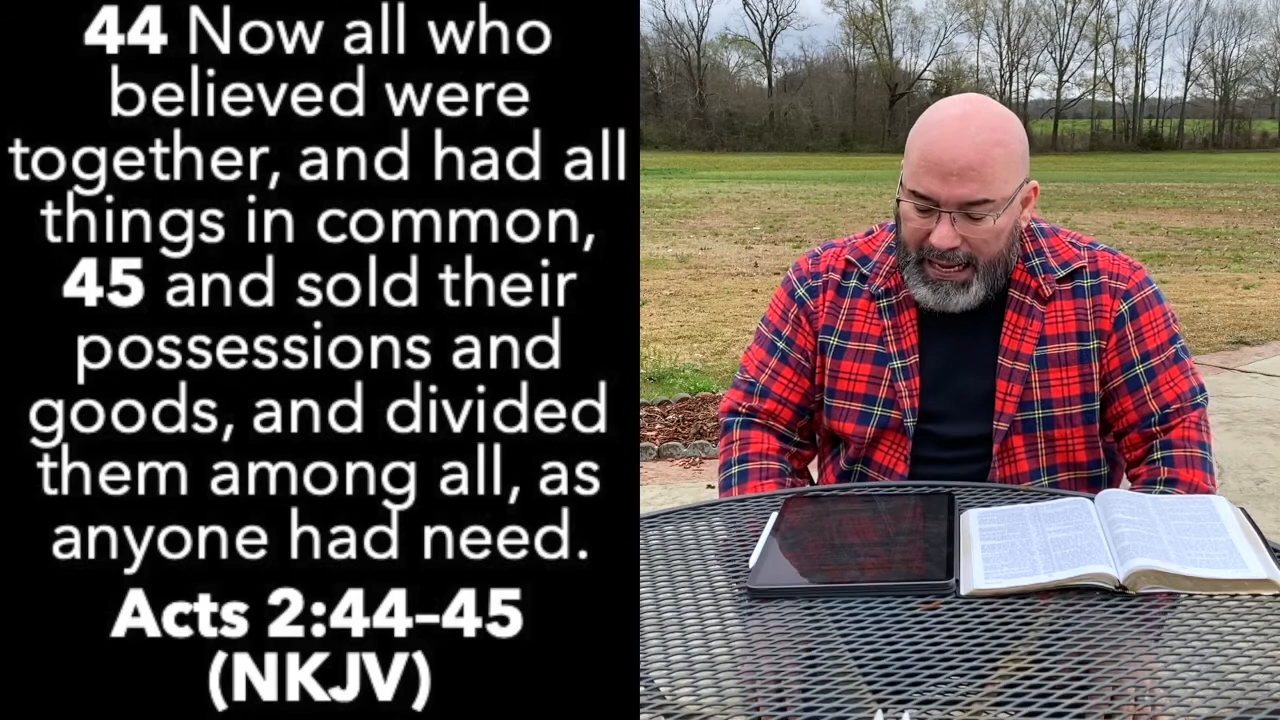 44 Now all who
believed were
together, and had all
things in common,
45 and sold their
possessions and
goods, and divided
them among all, as
anyone had need.
Acts 2:44-45
(NKJV)